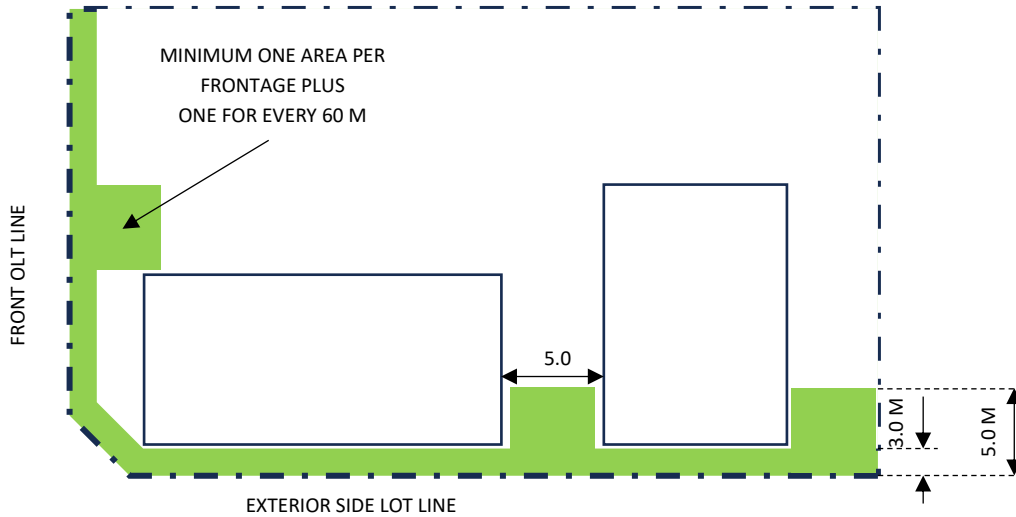 MINIMUM ONE AREA PER
FRONTAGE PLUS
ONE FOR EVERY 60 M
FRONT OLT LINE
5.0
3.0 M
5.0 M
EXTERIOR SIDE LOT LINE